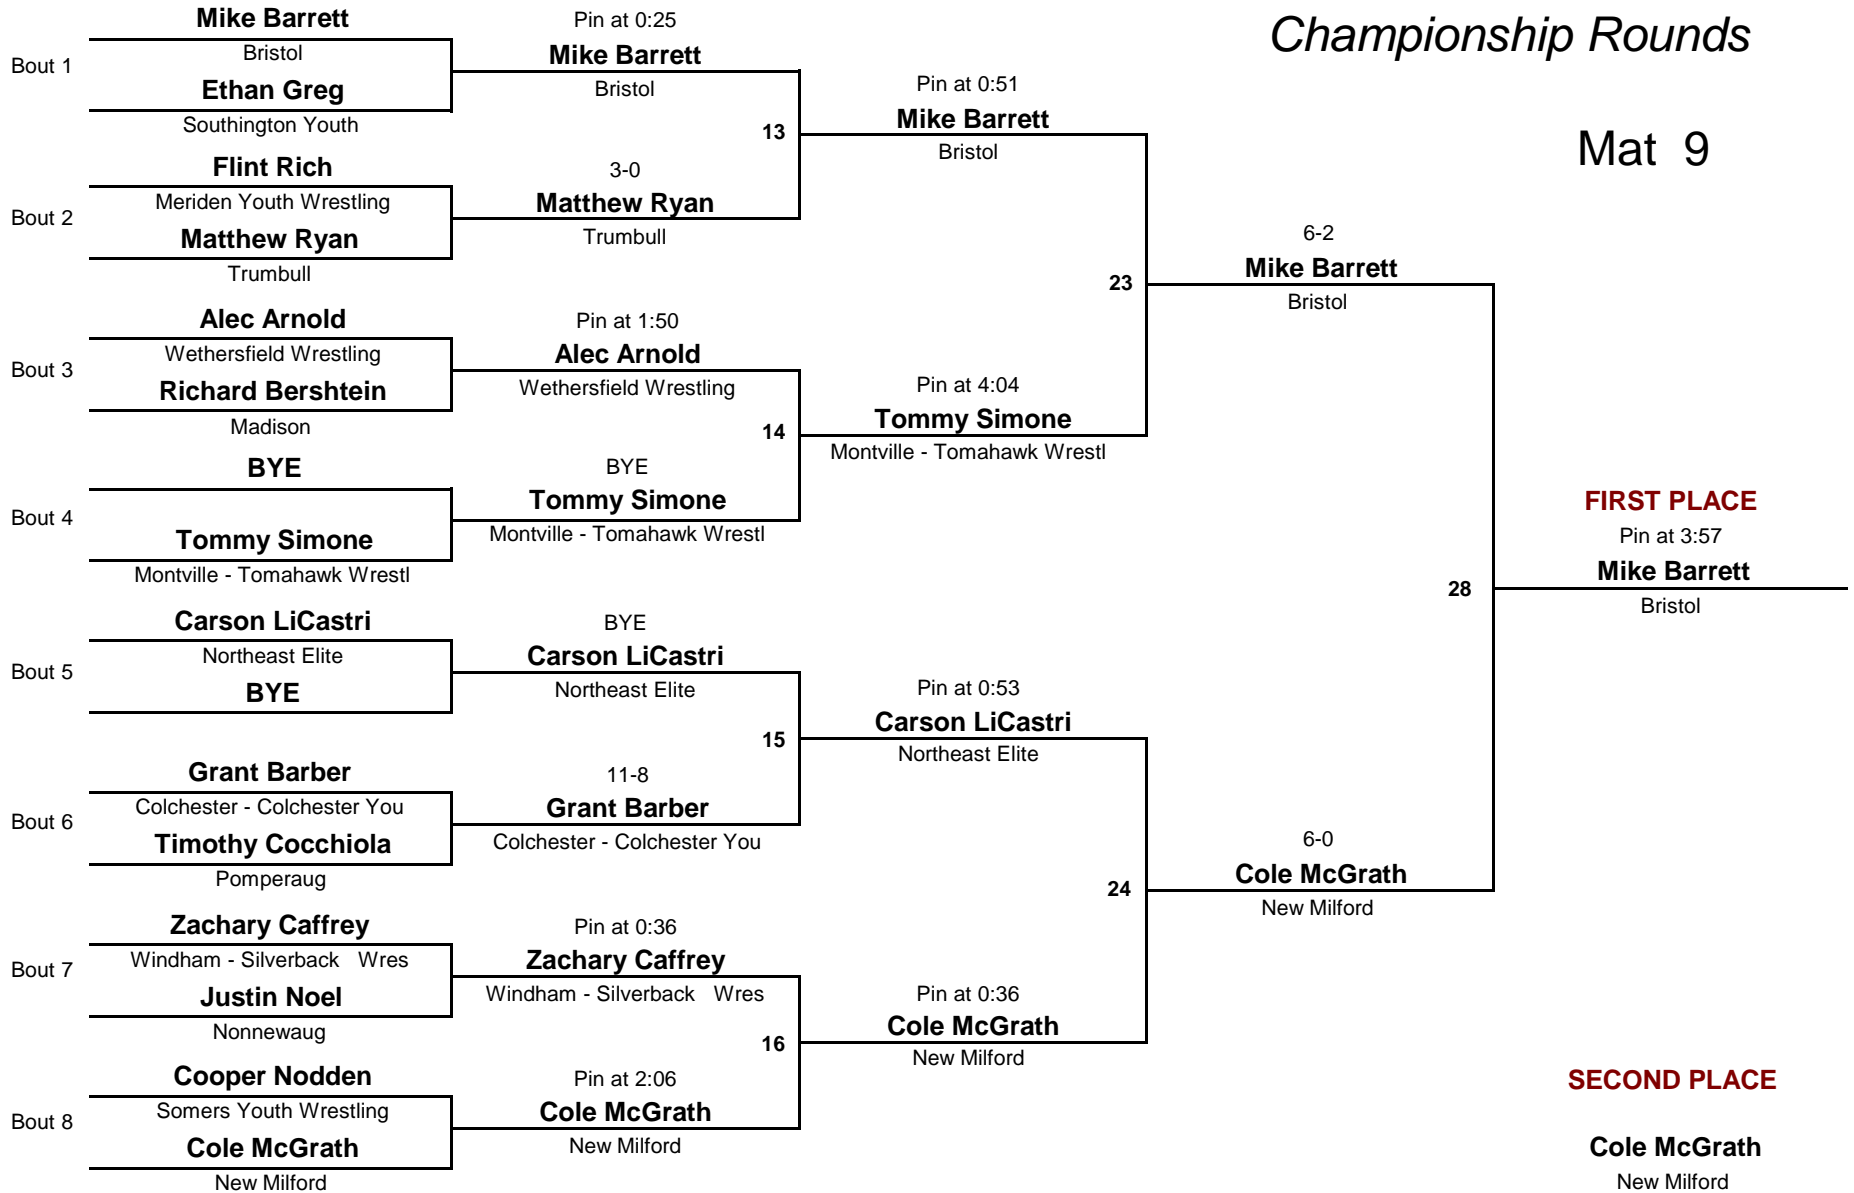 Championship Rounds
Mat 9
Bout 1
Mike Barrett
Bristol
Ethan Greg
Southington Youth
Bout 2
Flint Rich
Meriden Youth Wrestling
Matthew Ryan
Trumbull
Bout 3
Alec Arnold
Wethersfield Wrestling
Richard Bershtein
Madison
Bout 4
BYE
Tommy Simone
Montville - Tomahawk Wrestl
Bout 5
Carson LiCastri
Northeast Elite
BYE
Bout 6
Grant Barber
Colchester - Colchester You
Timothy Cocchiola
Pomperaug
Bout 7
Zachary Caffrey
Windham - Silverback Wres
Justin Noel
Nonnewaug
Bout 8
Cooper Nodden
Somers Youth Wrestling
Cole McGrath
New Milford
Pin at 0:25
Mike Barrett
Bristol
3-0
Matthew Ryan
Trumbull
Pin at 1:50
Alec Arnold
Wethersfield Wrestling
BYE
Tommy Simone
Montville - Tomahawk Wrestl
BYE
Carson LiCastri
Northeast Elite
11-8
Grant Barber
Colchester - Colchester You
Pin at 0:36
Zachary Caffrey
Windham - Silverback Wres
Pin at 2:06
Cole McGrath
New Milford
13
Pin at 0:51
Mike Barrett
Bristol
14
Pin at 4:04
Tommy Simone
Montville - Tomahawk Wrestl
15
Pin at 0:53
Carson LiCastri
Northeast Elite
16
Pin at 0:36
Cole McGrath
New Milford
23
6-2
Mike Barrett
Bristol
24
6-0
Cole McGrath
New Milford
28
FIRST PLACE
Pin at 3:57
Mike Barrett
Bristol
SECOND PLACE
Cole McGrath
New Milford